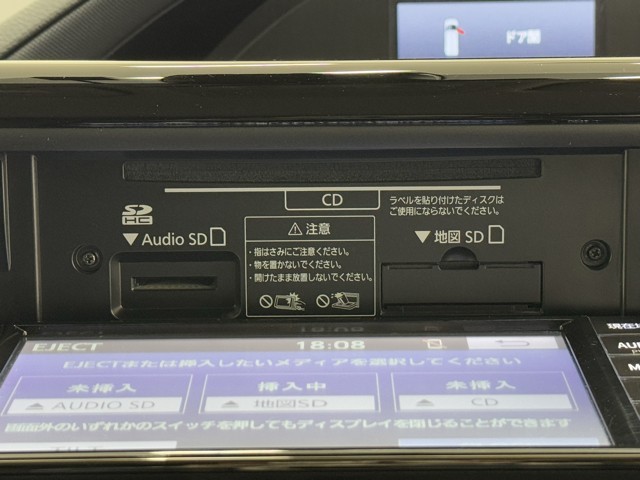 ドア開
CD
ラベルを貼り付けたディスクは
ご使用にならないでください。
SD
HC
▼Audio SD
⚠注意
・指はさみにご注意ください。
・物を置かないでください。
・開けたまま放置しないでください。
▼地図 SD
EJECT
18:08
EJECTまたは挿入したいメディアを選択してください
未挿入
AUDIO SD
挿入中
地図SD
未挿入
CD
画面外のいずれかのスイッチを押してもディスプレイを閉じることができます
現在地
AU
M